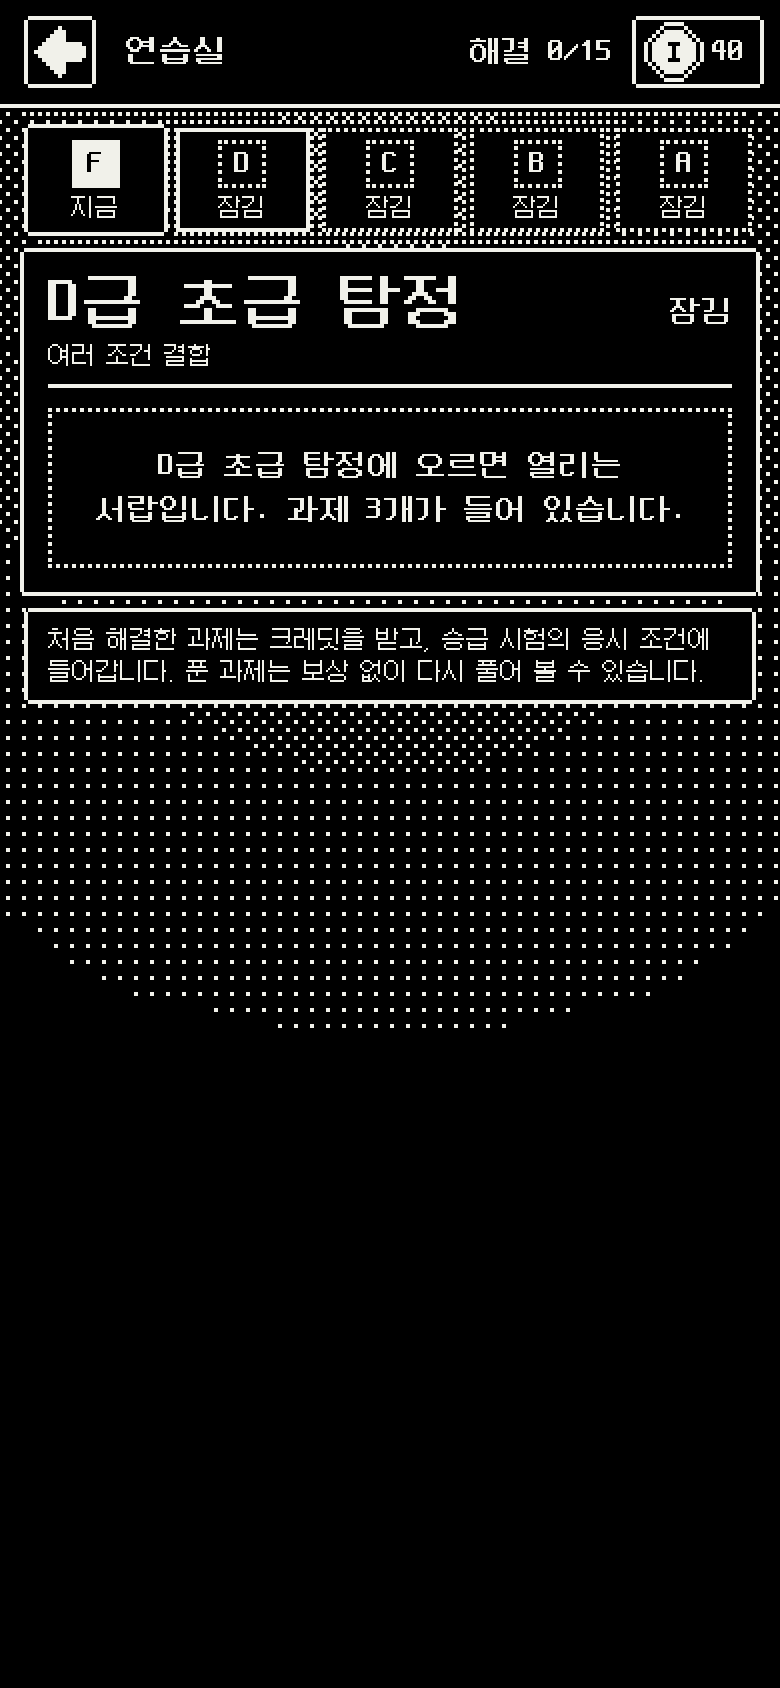 연습실
해결 0/15
I 40
F
지금
D
잠김
C
잠김
B
잠김
A
잠김
D급 초급 탐정
잠김
여러 조건 결합
D급 초급 탐정에 오르면 열리는
서랍입니다. 과제 3개가 들어 있습니다.
처음 해결한 과제는 크레딧을 받고, 승급 시험의 응시 조건에
들어갑니다. 푼 과제는 보상 없이 다시 풀어 볼 수 있습니다.